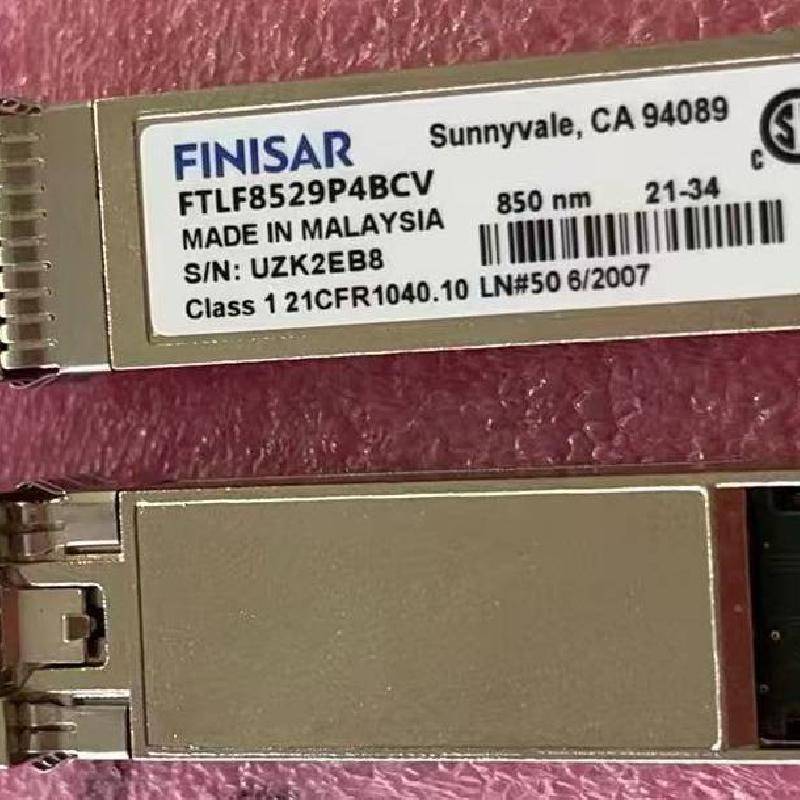 FINISAR
Sunnyvale, CA 94089
FTLF8529P4BCV
850 nm 21-34
MADE IN MALAYSIA
S/N: UZK2EB8
Class 1 21CFR1040.10 LN#50 6/2007
C